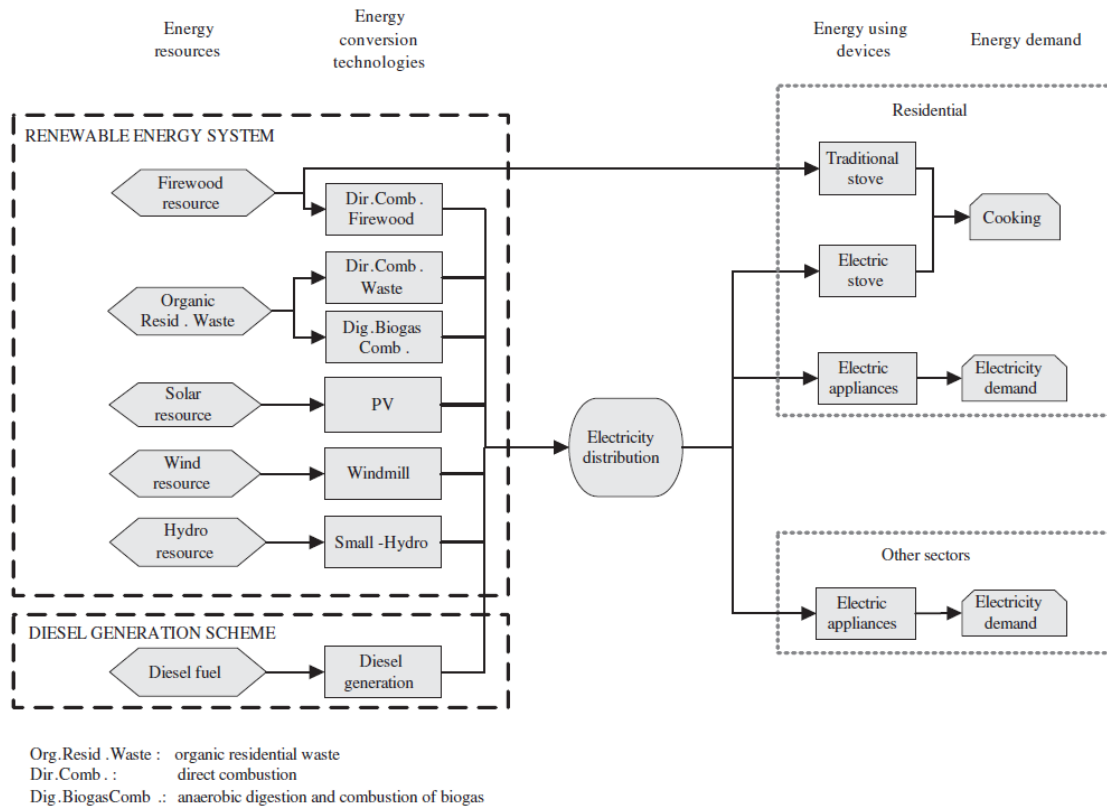 Energy
resources
Energy
conversion
technologies
Energy using
devices
Energy demand
RENEWABLE ENERGY SYSTEM
Firewood
resource
Dir.Comb .
Firewood
Organic
Resid . Waste
Dir.Comb .
Waste
Dig.Biogas
Comb .
Solar
resource
PV
Wind
resource
Windmill
Hydro
resource
Small -Hydro
DIESEL GENERATION SCHEME
Diesel fuel
Diesel
generation
Electricity
distribution
Residential
Traditional
stove
Cooking
Electric
stove
Electric
appliances
Electricity
demand
Other sectors
Electric
appliances
Electricity
demand
Org.Resid .Waste : organic residential waste
Dir.Comb . : direct combustion
Dig.BiogasComb .: anaerobic digestion and combustion of biogas